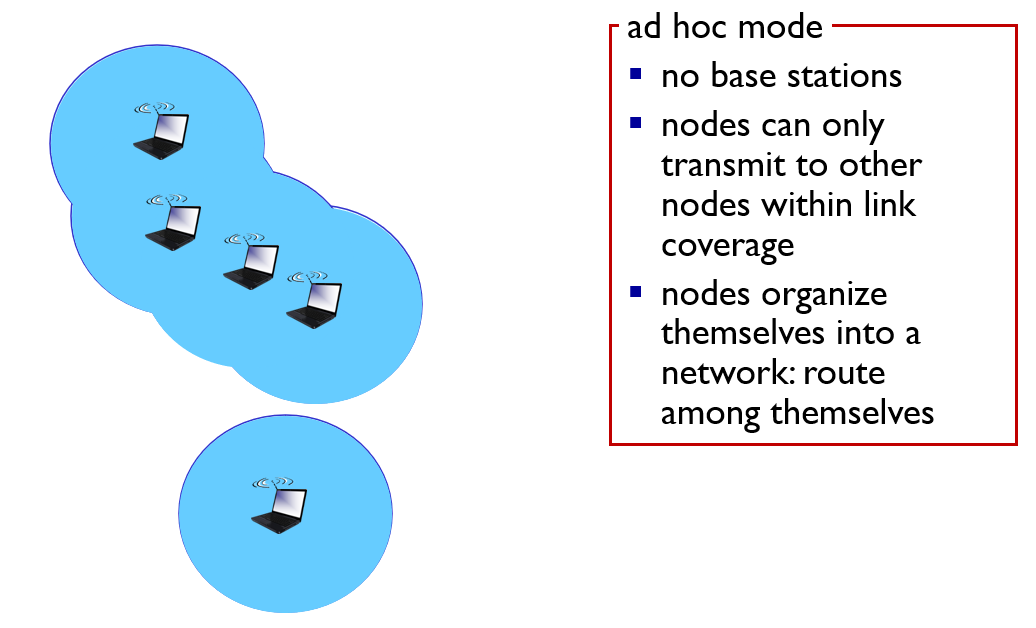 ad hoc mode
▪ no base stations
▪ nodes can only
transmit to other
nodes within link
coverage
▪ nodes organize
themselves into a
network: route
among themselves